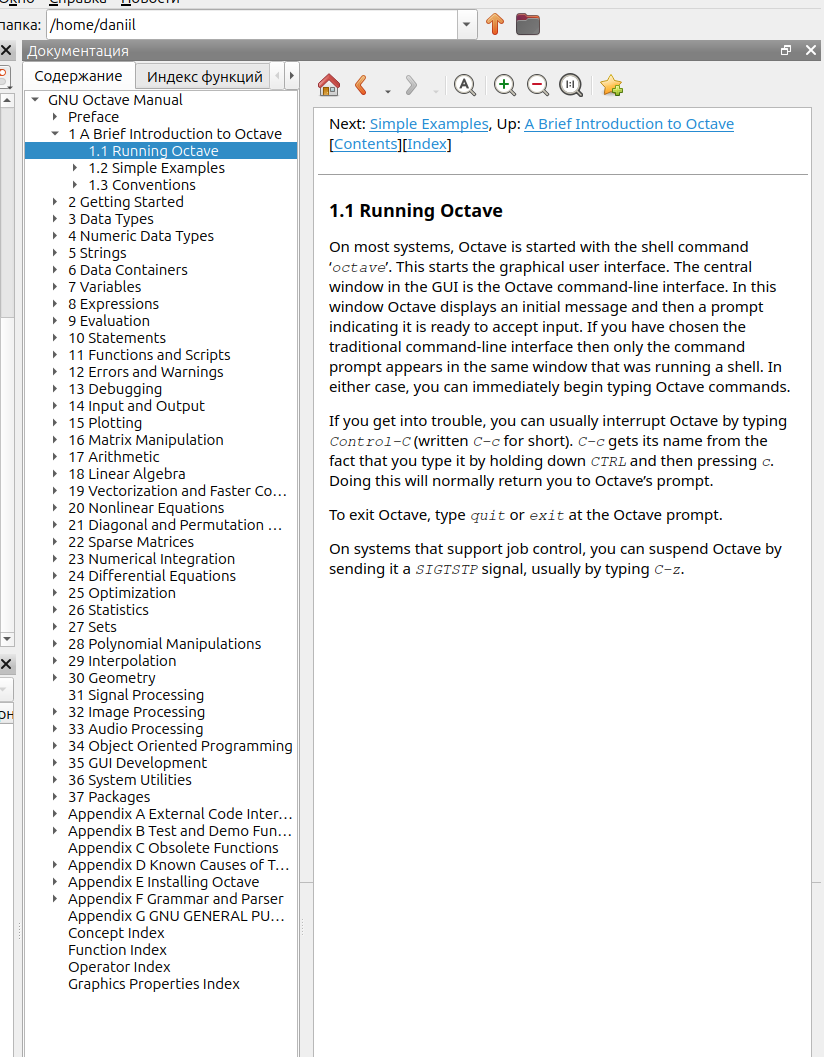 Справка Новости
папка: /home/daniil
Документация
Содержание Индекс функций
GNU Octave Manual
Preface
1 A Brief Introduction to Octave
1.1 Running Octave
1.2 Simple Examples
1.3 Conventions
2 Getting Started
3 Data Types
4 Numeric Data Types
5 Strings
6 Data Containers
7 Variables
8 Expressions
9 Evaluation
10 Statements
11 Functions and Scripts
12 Errors and Warnings
13 Debugging
14 Input and Output
15 Plotting
16 Matrix Manipulation
17 Arithmetic
18 Linear Algebra
19 Vectorization and Faster Co...
20 Nonlinear Equations
21 Diagonal and Permutation ...
22 Sparse Matrices
23 Numerical Integration
24 Differential Equations
25 Optimization
26 Statistics
27 Sets
28 Polynomial Manipulations
29 Interpolation
30 Geometry
31 Signal Processing
32 Image Processing
33 Audio Processing
34 Object Oriented Programming
35 GUI Development
36 System Utilities
37 Packages
Appendix A External Code Inter...
Appendix B Test and Demo Fun...
Appendix C Obsolete Functions
Appendix D Known Causes of T...
Appendix E Installing Octave
Appendix F Grammar and Parser
Appendix G GNU GENERAL PU...
Concept Index
Function Index
Operator Index
Graphics Properties Index
Next: Simple Examples, Up: A Brief Introduction to Octave
[Contents][Index]
1.1 Running Octave
On most systems, Octave is started with the shell command
‘octave’. This starts the graphical user interface. The central
window in the GUI is the Octave command-line interface. In this
window Octave displays an initial message and then a prompt
indicating it is ready to accept input. If you have chosen the
traditional command-line interface then only the command
prompt appears in the same window that was running a shell. In
either case, you can immediately begin typing Octave commands.
If you get into trouble, you can usually interrupt Octave by typing
Control-C (written C-c for short). C-c gets its name from the
fact that you type it by holding down CTRL and then pressing c.
Doing this will normally return you to Octave’s prompt.
To exit Octave, type quit or exit at the Octave prompt.
On systems that support job control, you can suspend Octave by
sending it a SIGTSTP signal, usually by typing C-z.